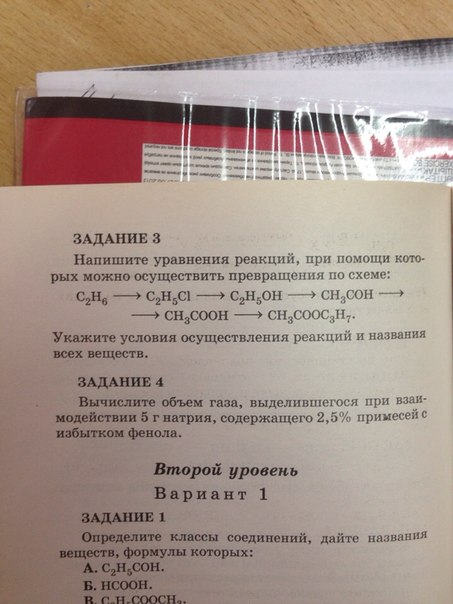 ЗАДАНИЕ 3
Напишите уравнения реакций, при помощи кото-
рых можно осуществить превращения по схеме:
C₂H₆ ⟶ C₂H₅Cl ⟶ C₂H₅OH ⟶ CH₃COH ⟶
⟶ CH₃COOH ⟶ CH₃COOC₃H₇.
Укажите условия осуществления реакций и названия
всех веществ.
ЗАДАНИЕ 4
Вычислите объем газа, выделившегося при взаи-
модействии 5 г натрия, содержащего 2,5% примесей с
избытком фенола.
Второй уровень
Вариант 1
ЗАДАНИЕ 1
Определите классы соединений, дайте названия
веществ, формулы которых:
А. C₂H₅COH.
Б. HCOOH.